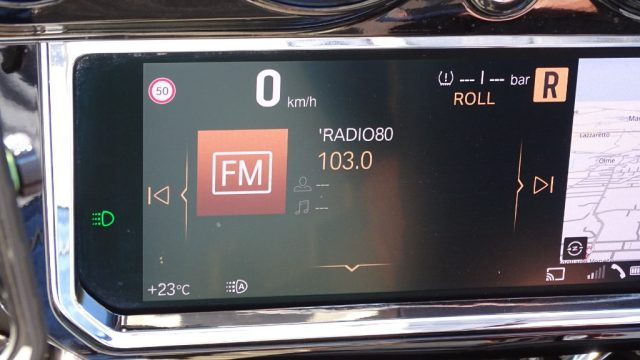 50
0 km/h
--- | --- bar
R
ROLL
FM
'RADIO80
103.0
---
---
+23°C
A
Lazzaretto
Olme